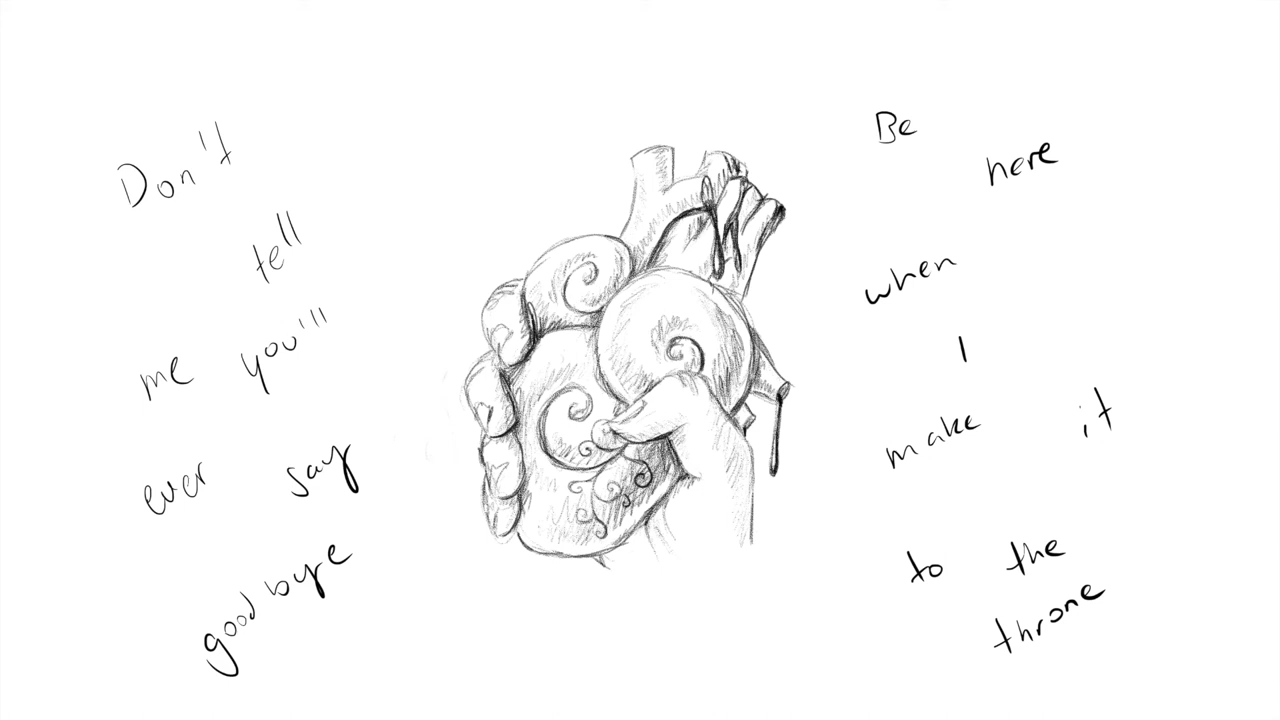 Don't
tell
me you'll
ever say
goodbye
Be
here
when
I
make it
to the
throne